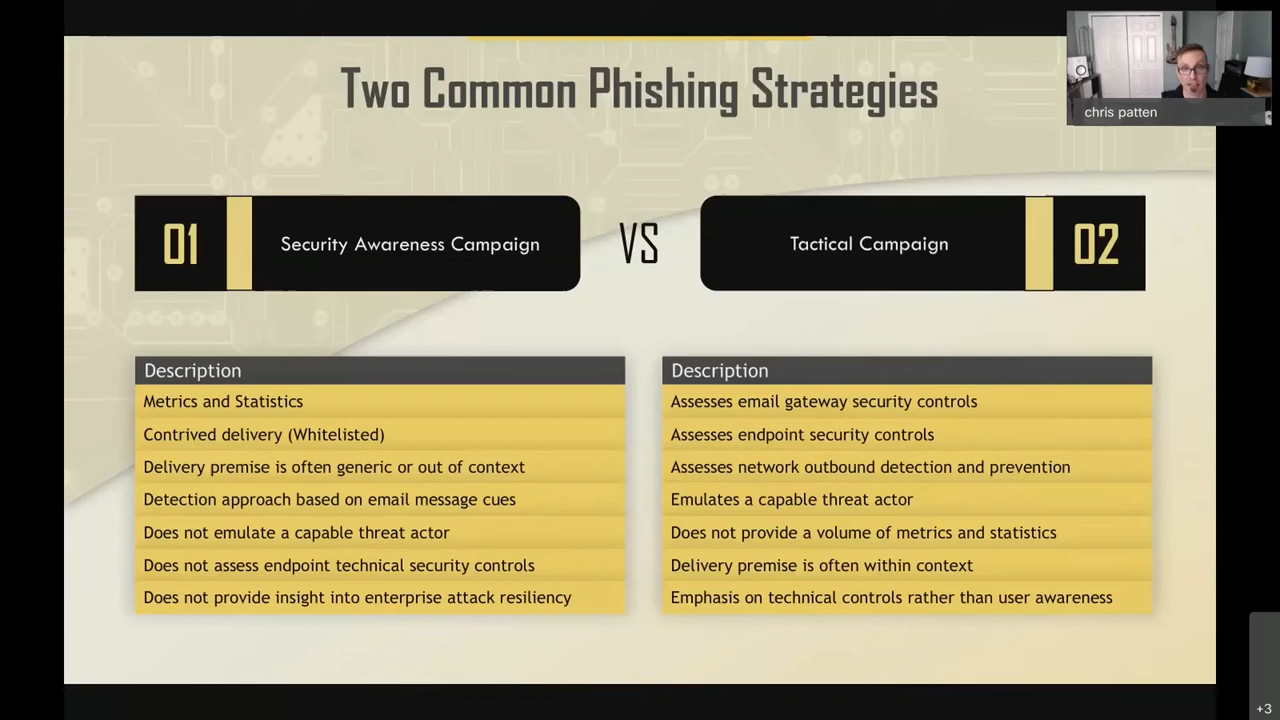 Two Common Phishing Strategies
chris patten
01
Security Awareness Campaign
VS
Tactical Campaign
02
Description
Metrics and Statistics
Contrived delivery (Whitelisted)
Delivery premise is often generic or out of context
Detection approach based on email message cues
Does not emulate a capable threat actor
Does not assess endpoint technical security controls
Does not provide insight into enterprise attack resiliency
Description
Assesses email gateway security controls
Assesses endpoint security controls
Assesses network outbound detection and prevention
Emulates a capable threat actor
Does not provide a volume of metrics and statistics
Delivery premise is often within context
Emphasis on technical controls rather than user awareness
+3